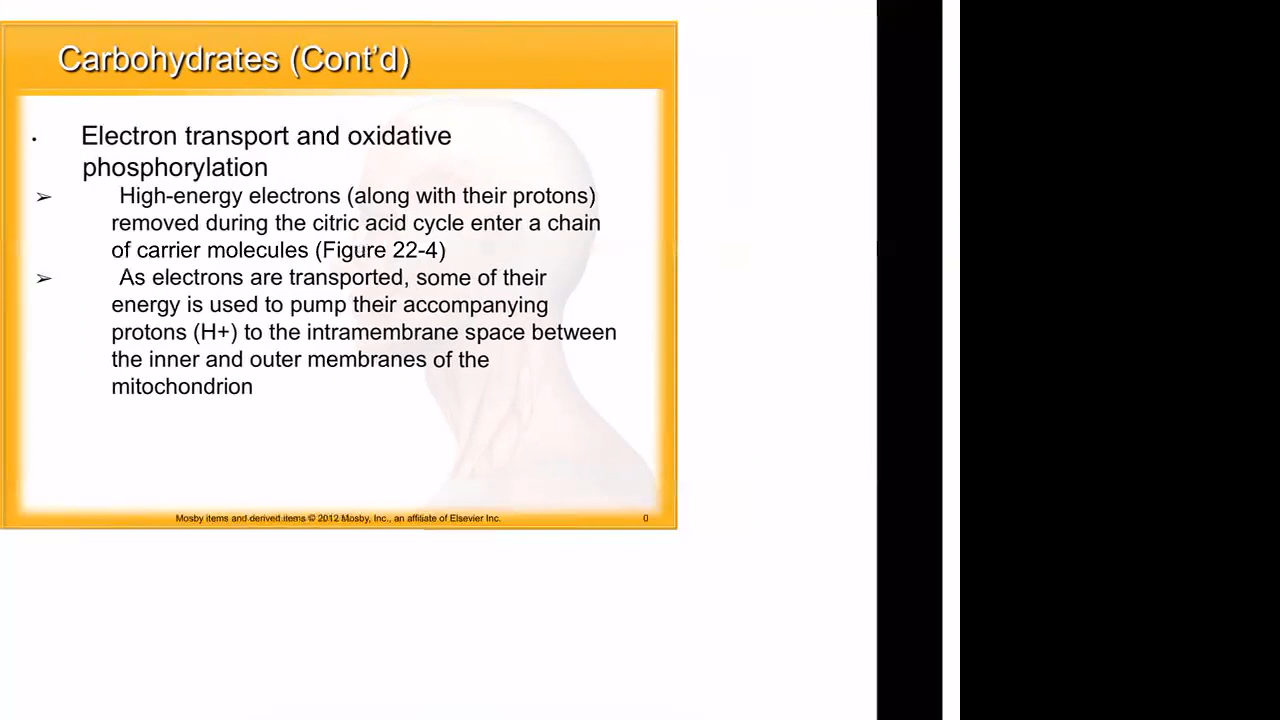 Carbohydrates (Cont’d)
• Electron transport and oxidative
phosphorylation
➢ High-energy electrons (along with their protons)
removed during the citric acid cycle enter a chain
of carrier molecules (Figure 22-4)
➢ As electrons are transported, some of their
energy is used to pump their accompanying
protons (H+) to the intramembrane space between
the inner and outer membranes of the
mitochondrion
Mosby items and derived items © 2012 Mosby, Inc., an affiliate of Elsevier Inc. 0